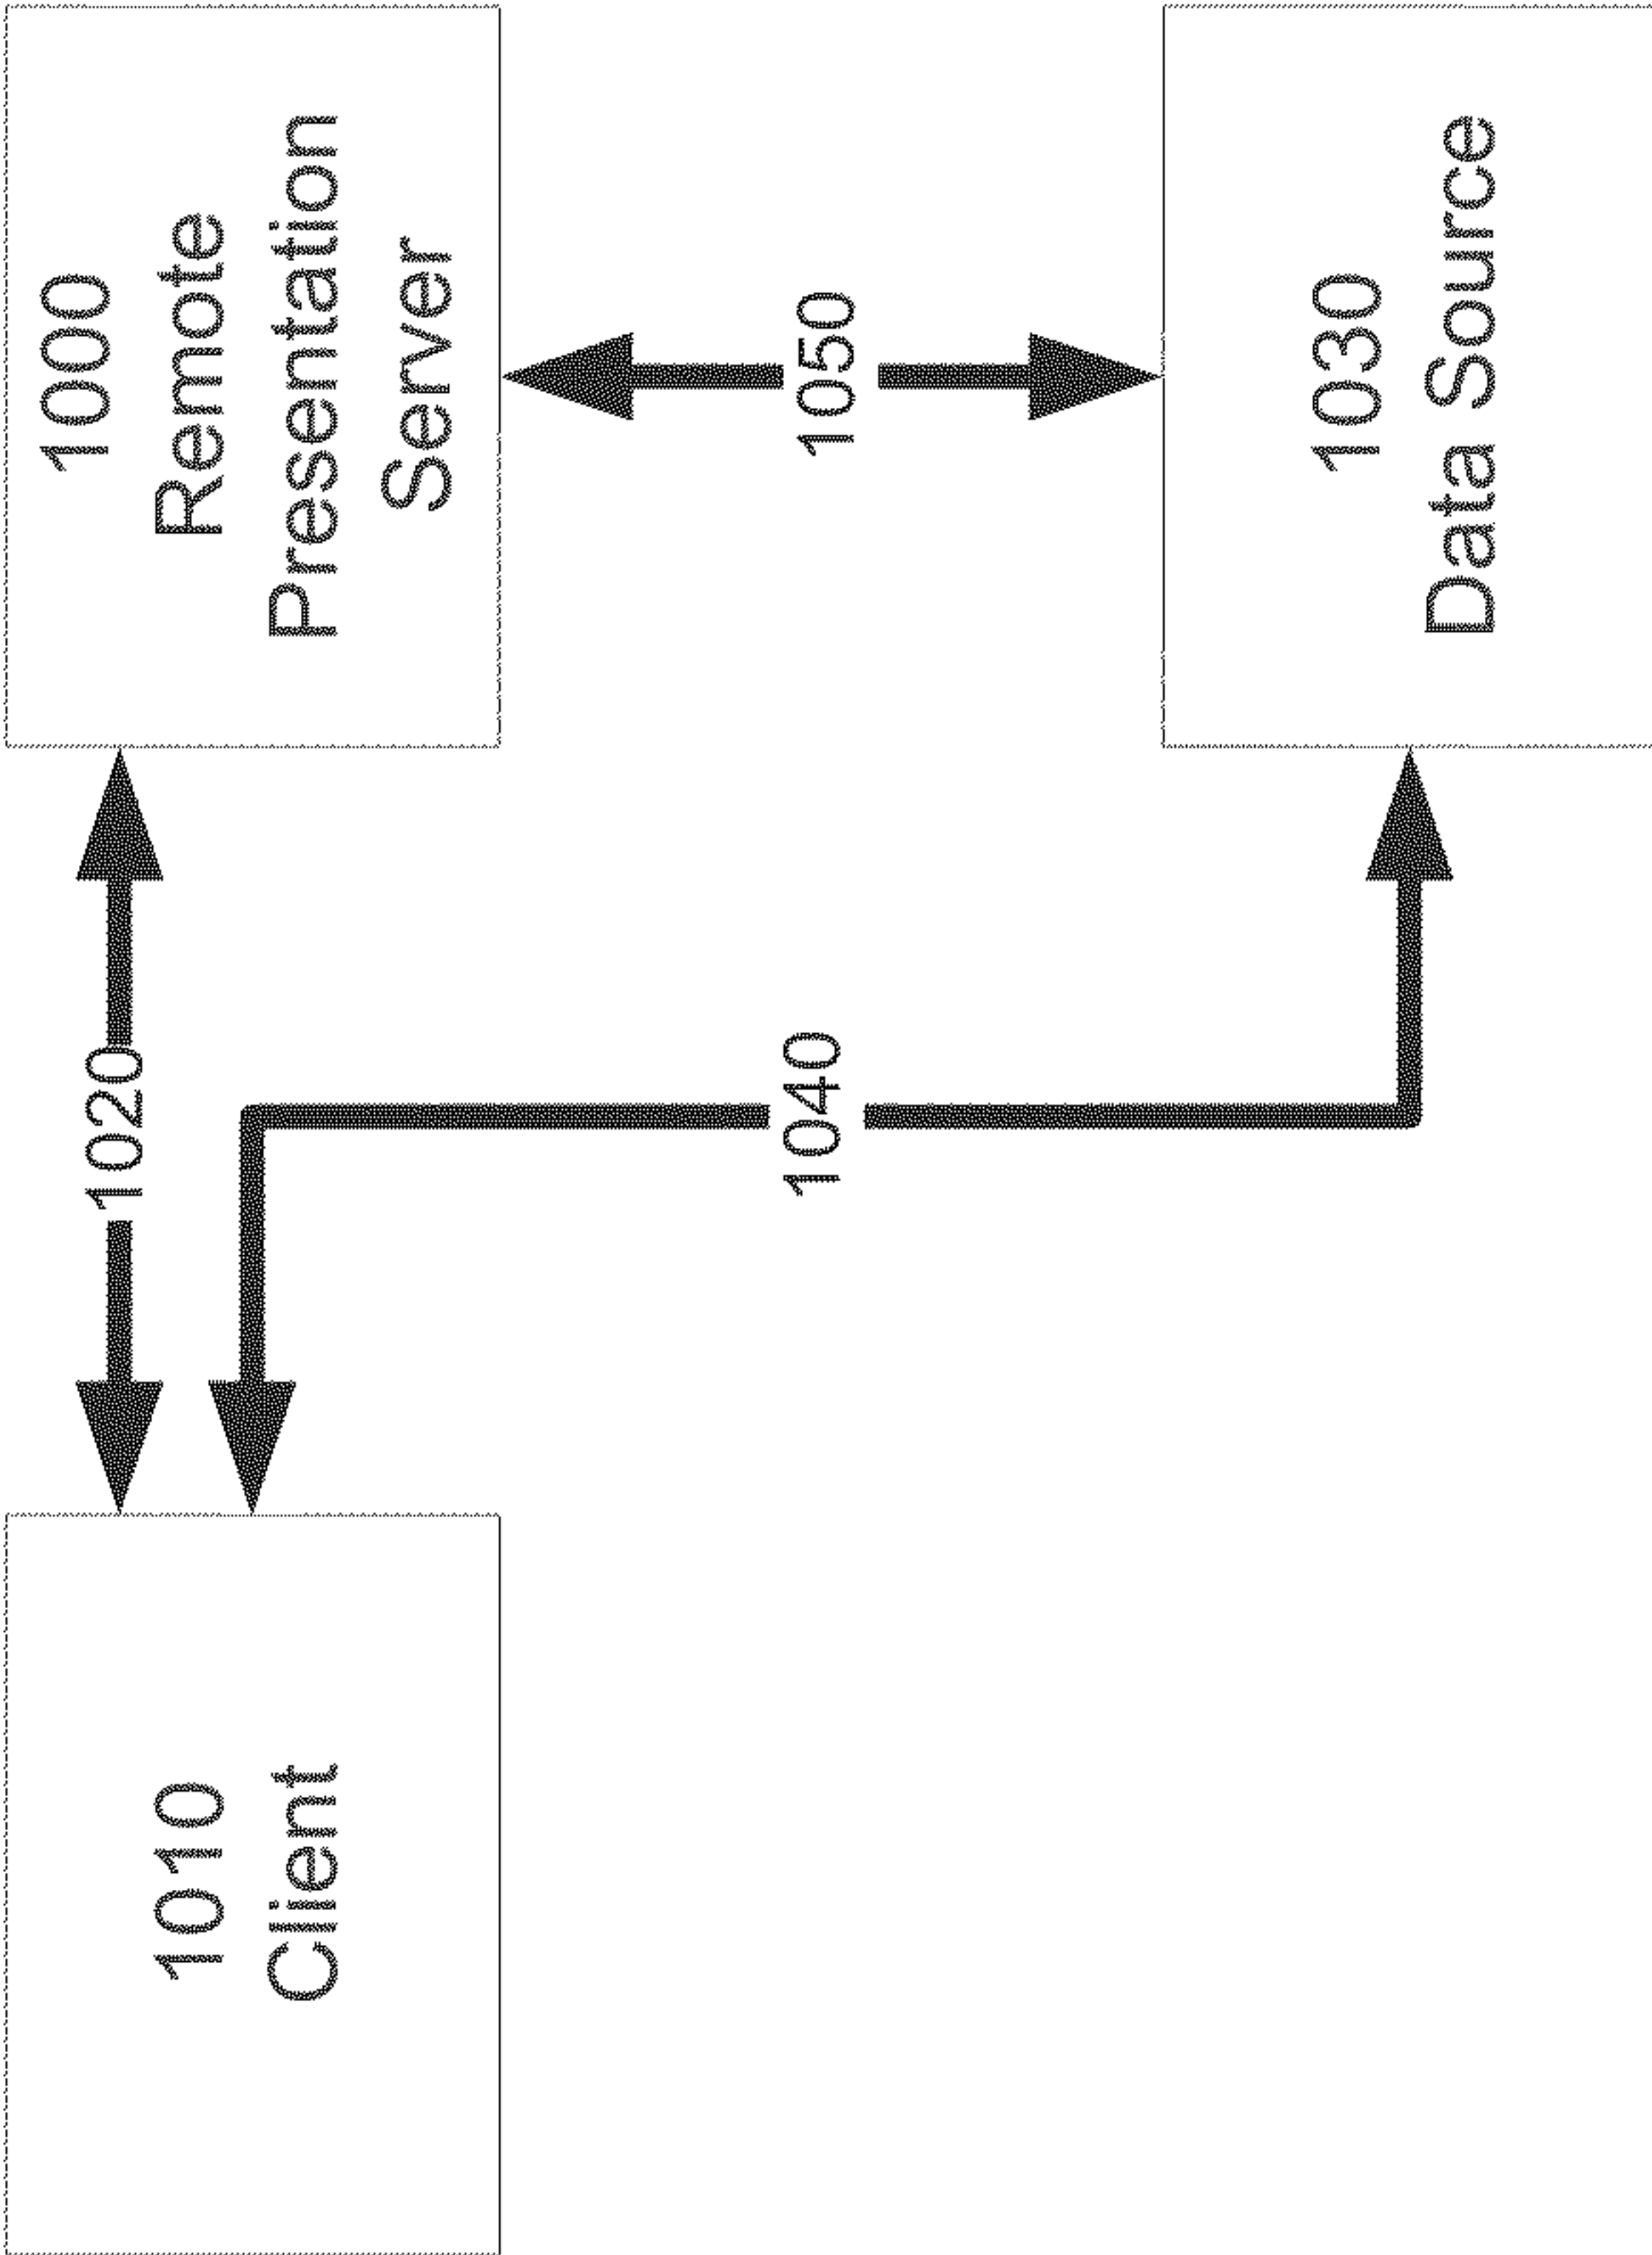 1010
Client
1020
1000
Remote
Presentation
Server
1040
1050
1030
Data Source